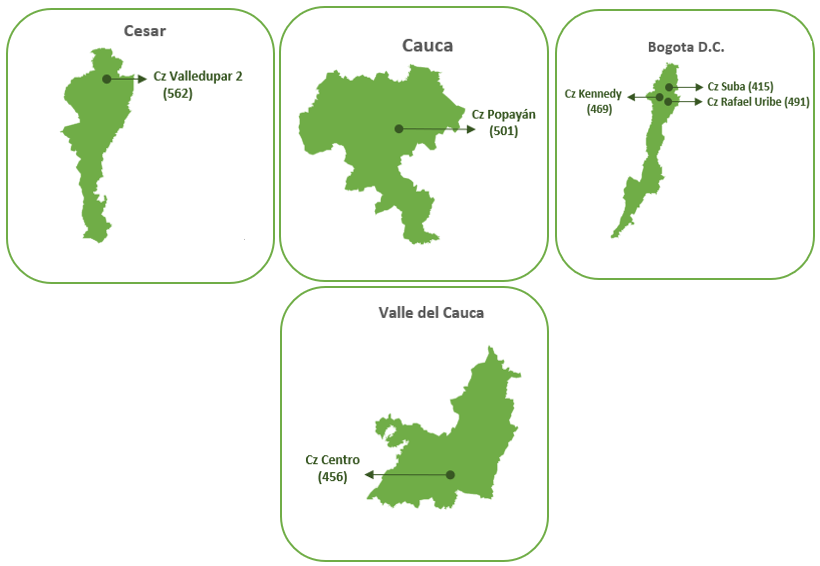 Cesar
Cz Valledupar 2
(562)
Cauca
Cz Popayán
(501)
Bogota D.C.
Cz Suba (415)
Cz Kennedy
(469)
Cz Rafael Uribe (491)
Valle del Cauca
Cz Centro
(456)